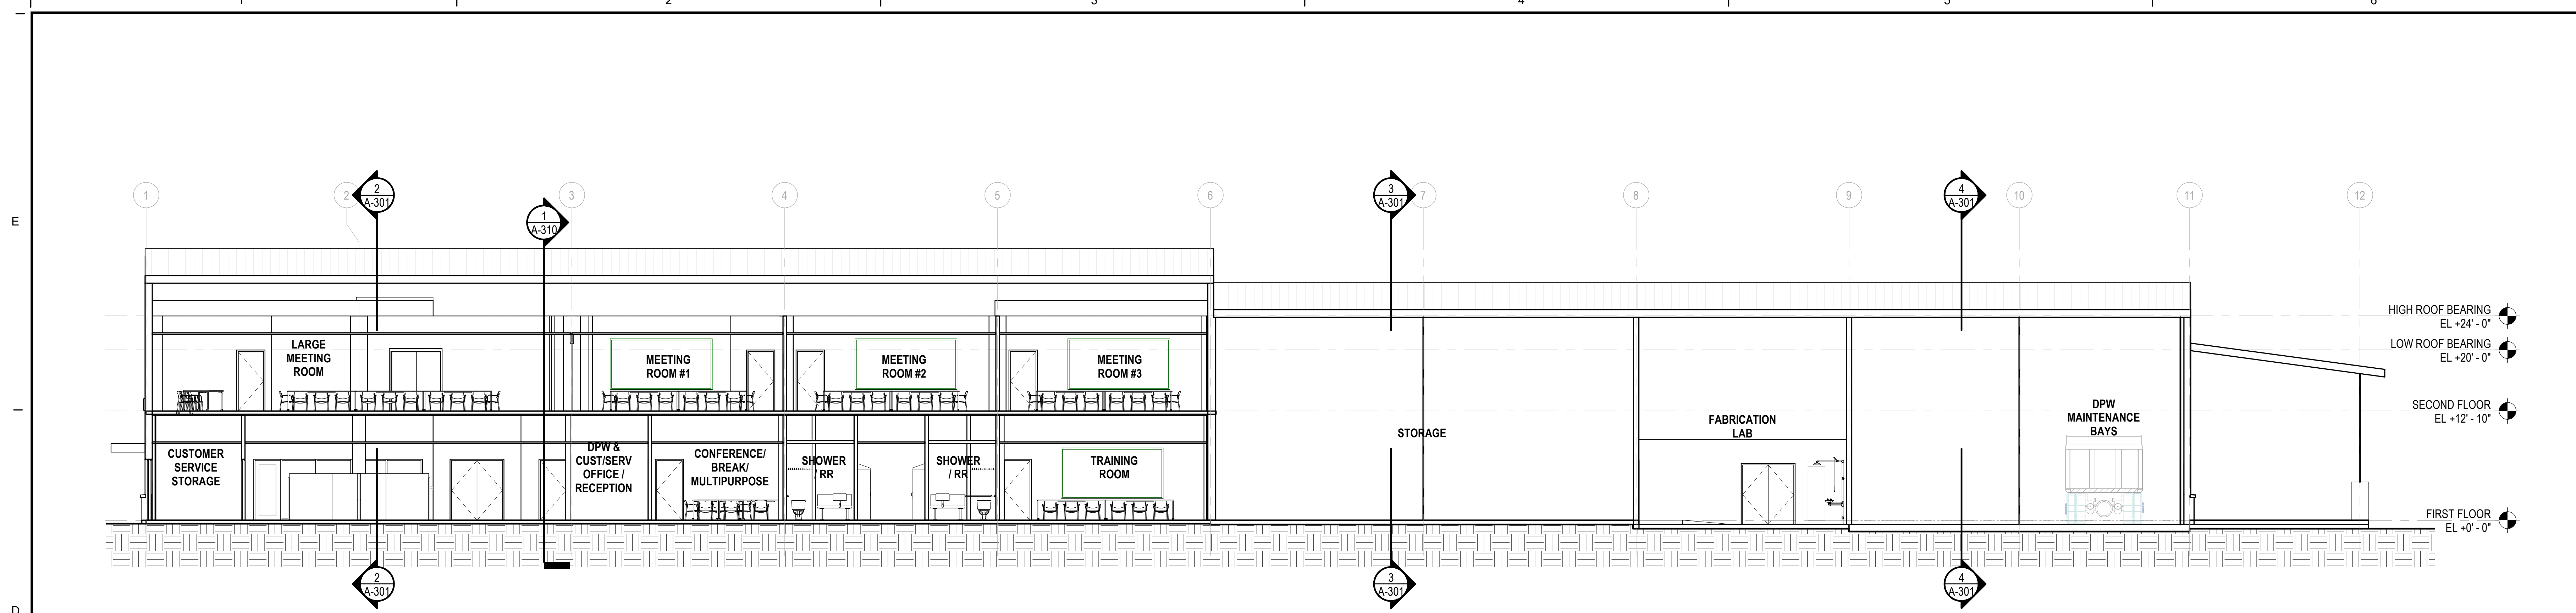 1
2
3
4
5
6
E
D
1
2
3
4
5
6
7
8
9
10
11
12
2
A-301
1
A-310
3
A-301
4
A-301
HIGH ROOF BEARING
EL +24' - 0"
LOW ROOF BEARING
EL +20' - 0"
SECOND FLOOR
EL +12' - 10"
FIRST FLOOR
EL +0' - 0"
LARGE
MEETING
ROOM
MEETING
ROOM #1
MEETING
ROOM #2
MEETING
ROOM #3
CUSTOMER
SERVICE
STORAGE
DPW &
CUST/SERV
OFFICE /
RECEPTION
CONFERENCE/
BREAK/
MULTIPURPOSE
SHOWER
/ RR
SHOWER
/ RR
TRAINING
ROOM
STORAGE
FABRICATION
LAB
DPW
MAINTENANCE
BAYS
2
A-301
3
A-301
4
A-301